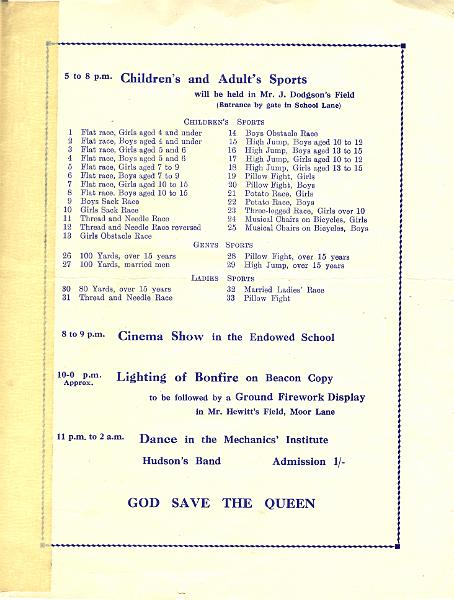 5 to 8 p.m. Children's and Adult's Sports
will be held in Mr. J. Dodgson's Field
(Entrance by gate in School Lane)
CHILDREN'S SPORTS
1 Flat race, Girls aged 4 and under
2 Flat race, Boys aged 4 and under
3 Flat race, Girls aged 5 and 6
4 Flat race, Boys aged 5 and 6
5 Flat race, Girls aged 7 to 9
6 Flat race, Boys aged 7 to 9
7 Flat race, Girls aged 10 to 15
8 Flat race, Boys aged 10 to 15
9 Boys Sack Race
10 Girls Sack Race
11 Thread and Needle Race
12 Thread and Needle Race reversed
13 Girls Obstacle Race
14 Boys Obstacle Race
15 High Jump, Boys aged 10 to 12
16 High Jump, Boys aged 13 to 15
17 High Jump, Girls aged 10 to 12
18 High Jump, Girls aged 13 to 15
19 Pillow Fight, Girls
20 Pillow Fight, Boys
21 Potato Race, Girls
22 Potato Race, Boys
23 Three-legged Race, Girls over 10
24 Musical Chairs on Bicycles, Girls
25 Musical Chairs on Bicycles, Boys
GENTS SPORTS
26 100 Yards, over 15 years
27 100 Yards, married men
28 Pillow Fight, over 15 years
29 High Jump, over 15 years
LADIES SPORTS
30 80 Yards, over 15 years
31 Thread and Needle Race
32 Married Ladies' Race
33 Pillow Fight
8 to 9 p.m. Cinema Show in the Endowed School
10-0 p.m. Approx. Lighting of Bonfire on Beacon Copy
to be followed by a Ground Firework Display
in Mr. Hewitt's Field, Moor Lane
11 p.m. to 2 a.m. Dance in the Mechanics' Institute
Hudson's Band Admission 1/-
GOD SAVE THE QUEEN